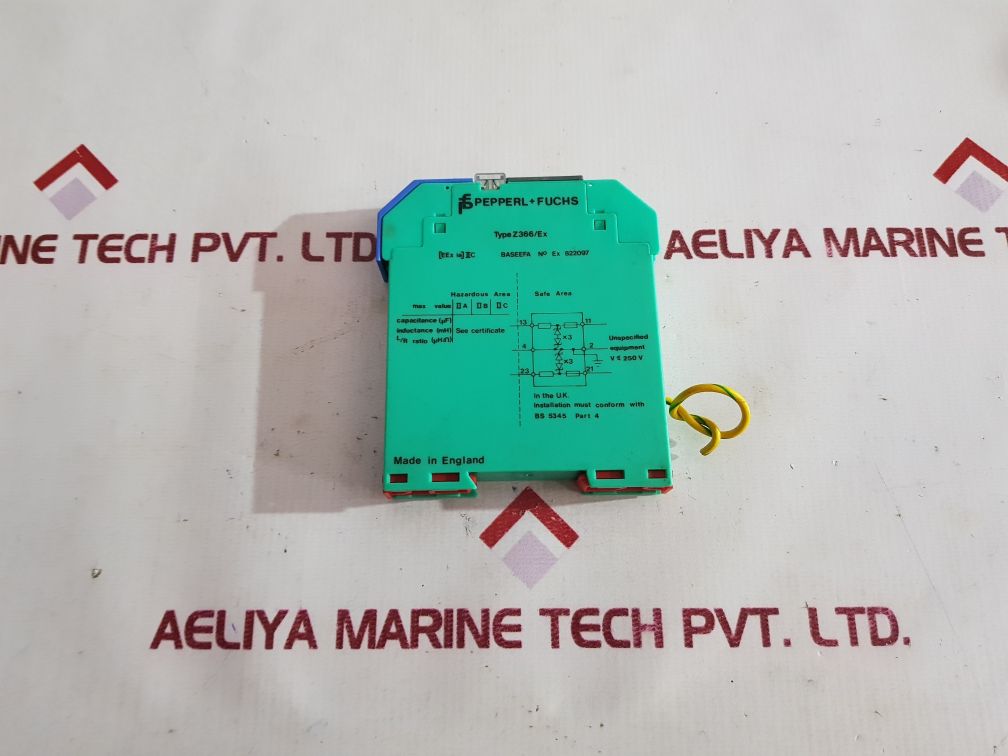 AELIYA MARINE TECH PVT. LTD.
INE TECH PVT. LTD
AELIYA MARINE
PEPPERL+FUCHS
Type Z366/Ex
[EEx ia] IIC BASEEFA No Ex 822097
Hazardous Area Safe Area
max value IIA IIB IIC
capacitance (µF)
inductance (mH) See certificate
L/R ratio (µH/Ω)
13 11
x3
4 2
x3
23 21
Unspecified
equipment
V ≤ 250 V
In the U.K.
installation must conform with
BS 5345 Part 4
Made in England